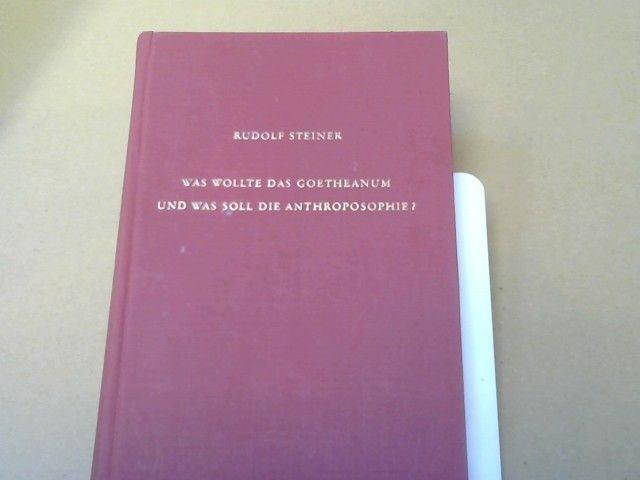 RUDOLF STEINER
WAS WOLLTE DAS GOETHEANUM
UND WAS SOLL DIE ANTHROPOSOPHIE?